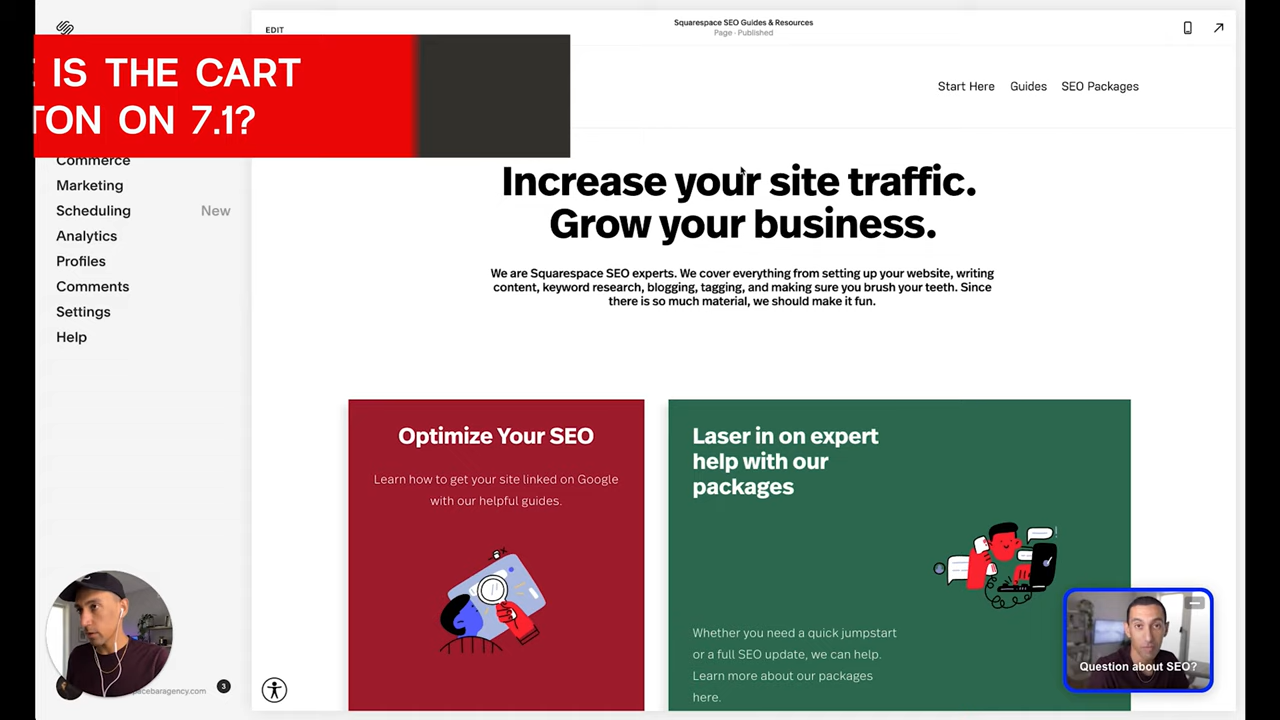 EDIT
Squarespace SEO Guides & Resources
Page · Published
IS THE CART
ON 7.1?
Start Here Guides SEO Packages
Commerce
Marketing
Scheduling New
Analytics
Profiles
Comments
Settings
Help
Increase your site traffic.
Grow your business.
We are Squarespace SEO experts. We cover everything from setting up your website, writing
content, keyword research, blogging, tagging, and making sure you brush your teeth. Since
there is so much material, we should make it fun.
Optimize Your SEO
Learn how to get your site linked on Google
with our helpful guides.
Laser in on expert
help with our
packages
Whether you need a quick jumpstart
or a full SEO update, we can help.
Learn more about our packages
here.
Question about SEO?
pacebaragency.com 3